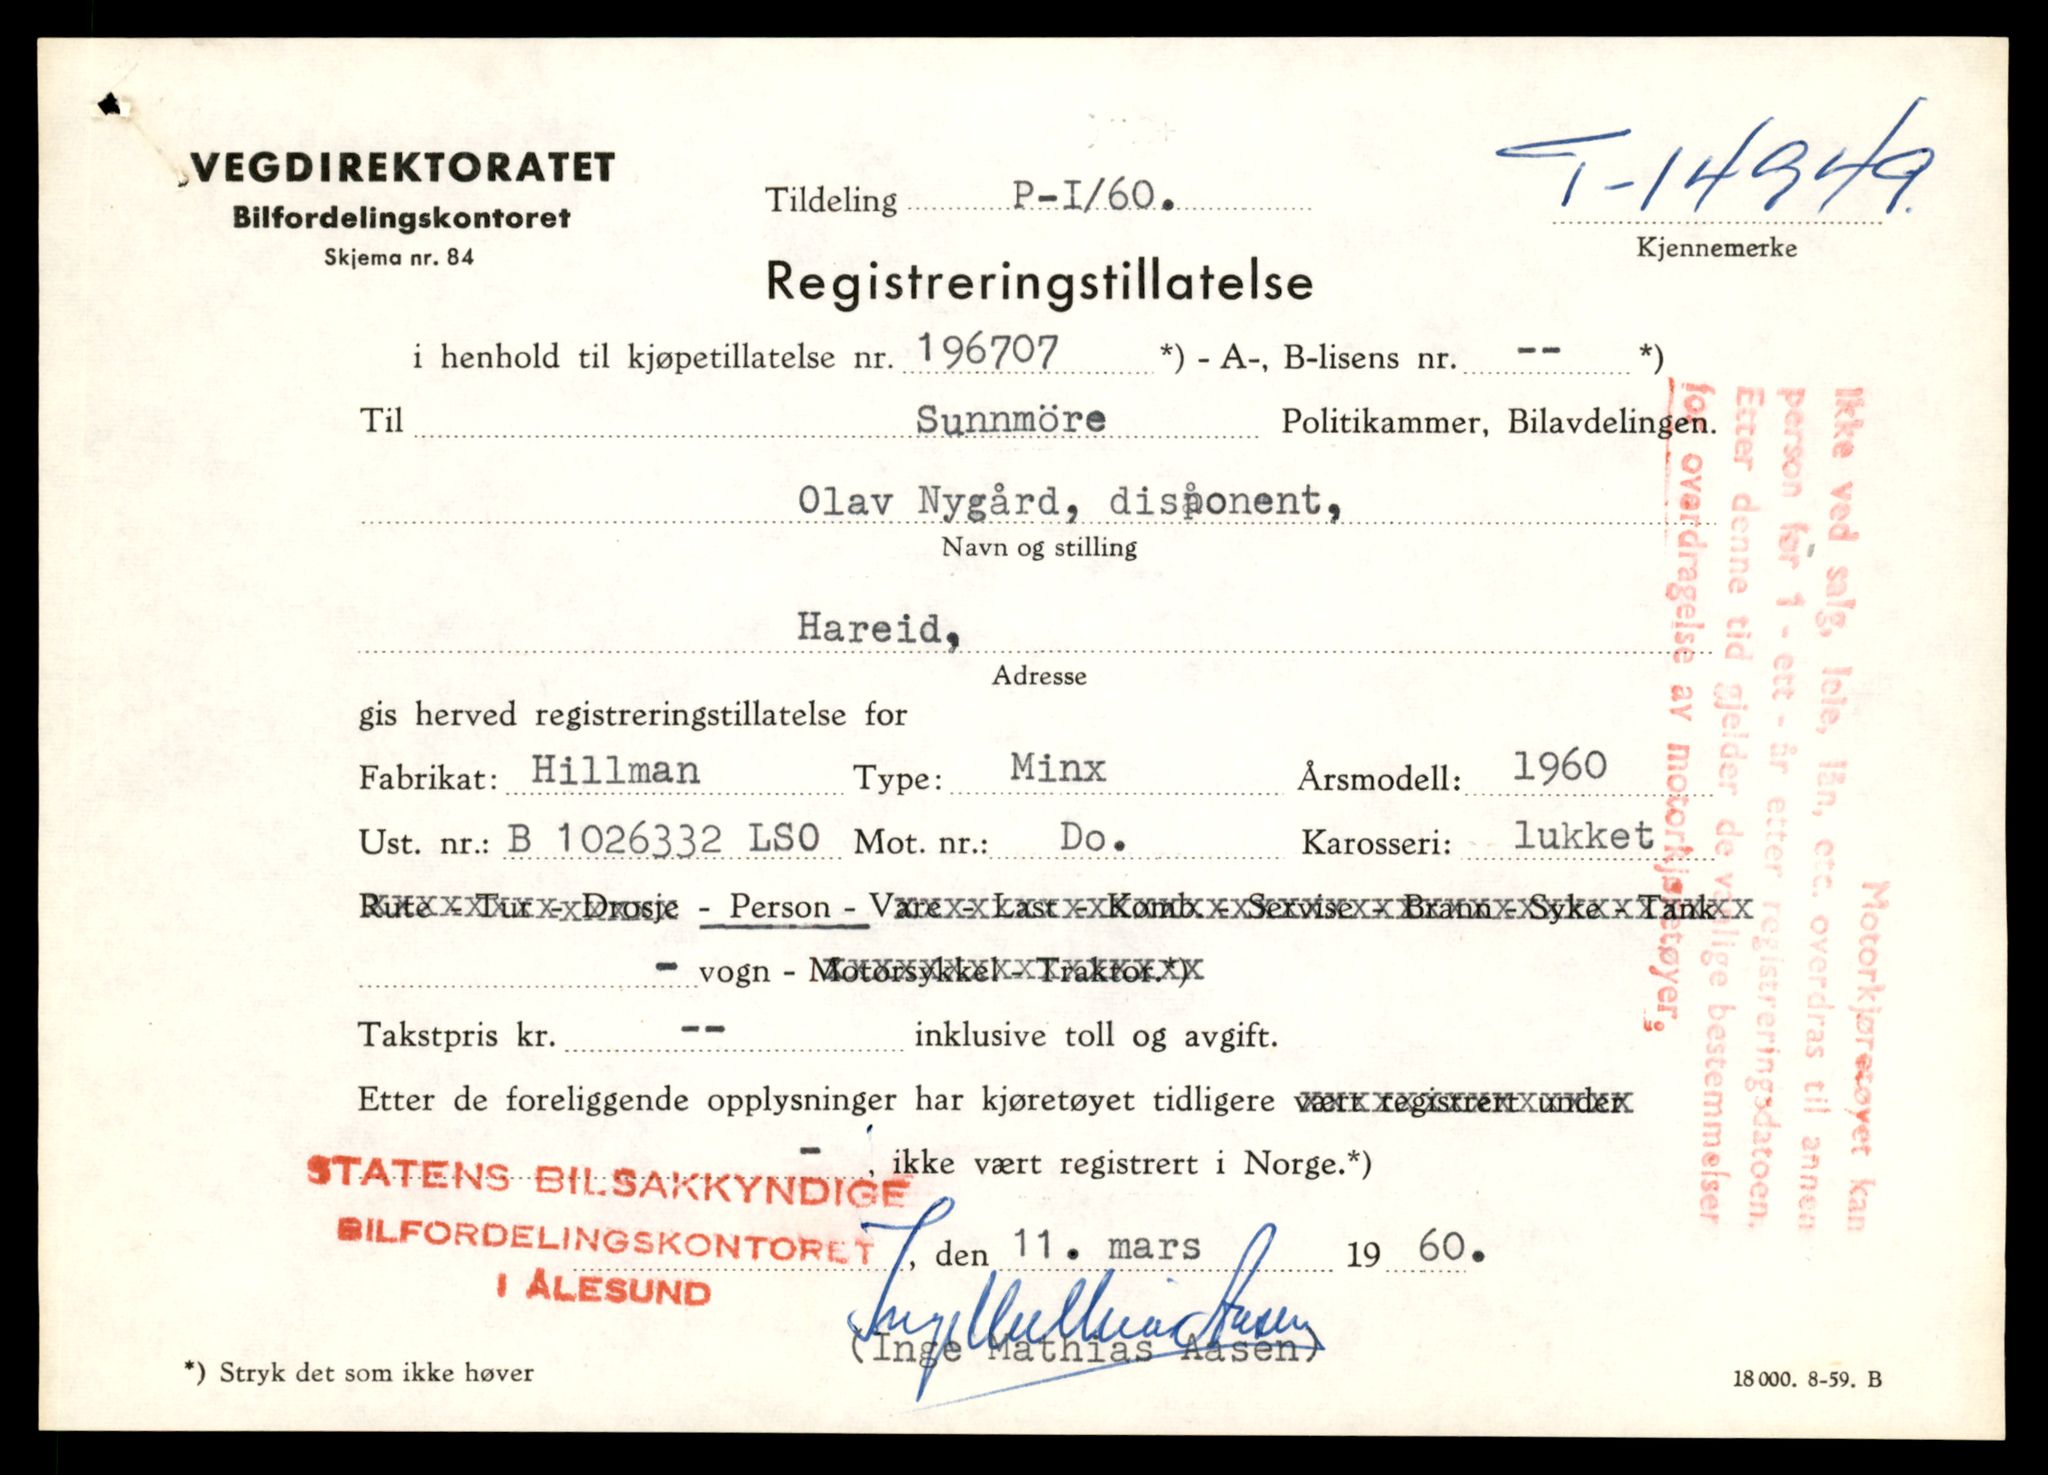 VEGDIREKTORATET
Bilfordelingskontoret
Skjema nr. 84
Tildeling P-I/60.
T-14949
Kjennemerke
Registreringstillatelse
i henhold til kjøpetillatelse nr. 196707 *) - A-, B-lisens nr. -- *)
Til Sunnmöre Politikammer, Bilavdelingen.
Olav Nygård, disponent,
Navn og stilling
Hareid,
Adresse
gis herved registreringstillatelse for
Fabrikat: Hillman Type: Minx Årsmodell: 1960
Ust. nr.: B 1026332 LSO Mot. nr.: Do. Karosseri: lukket
Rute - Tur - Drosje - Person - Vare - Last - Komb. - Servise - Brann - Syke - Tank
- vogn - Motorsykkel - Traktor.*)
Takstpris kr. -- inklusive toll og avgift.
Etter de foreliggende opplysninger har kjøretøyet tidligere vært registrert under
- , ikke vært registrert i Norge.*)
STATENS BILSAKKYNDIGE
BILFORDELINGSKONTORET
I ÅLESUND
, den 11. mars 19 60.
Inge Mathias Aasen
(Inge Mathias Aasen)
*) Stryk det som ikke høver
18000. 8-59. B
Motorkjøretøyet kan
ikke ved salg, leie, lån, etc. overdras til annen
person før 1 - ett - år etter registreringsdatoen.
Etter denne tid gjelder de vanlige bestemmelser
for overdragelse av motorkjøretøyer.